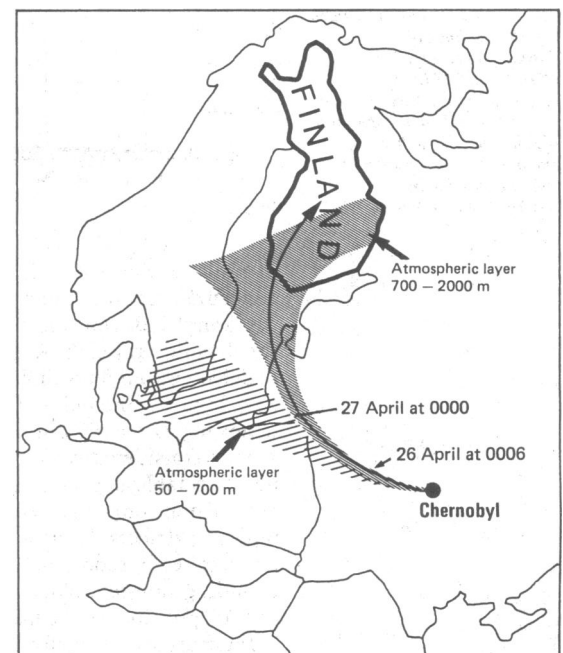 FINLAND
Atmospheric layer
700 – 2000 m
27 April at 0000
26 April at 0006
Atmospheric layer
50 – 700 m
Chernobyl